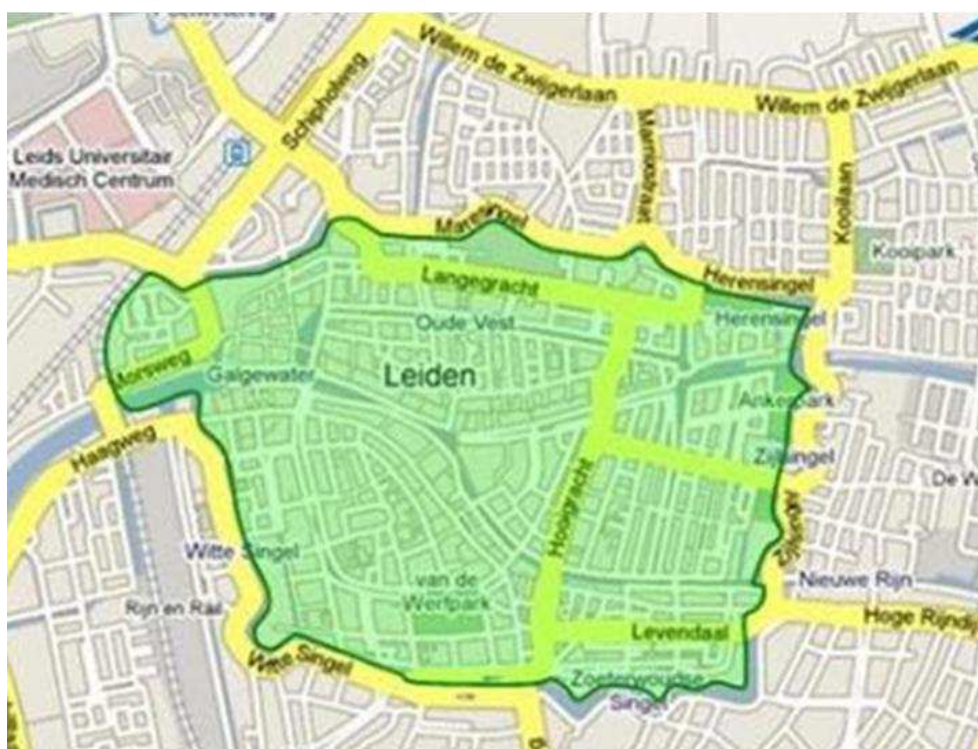 Schipholweg
Willem de Zwijgerlaan
Willem de Zwijgerlaan
Leids Universitair
Medisch Centrum
Marnixstraat
Kooilaan
Maresingel
Kooipark
Langegracht
Herensingel
Herensingel
Oude Vest
Morsweg
Galgewater
Leiden
Ankerpark
Haagweg
Zijlsingel
De W
Hooigracht
Witte Singel
van de
Werfpark
Nieuwe Rijn
Rijn en Rail
Hoge Rijndij
Levendaal
Witte Singel
Zoeterwoudse
Singel